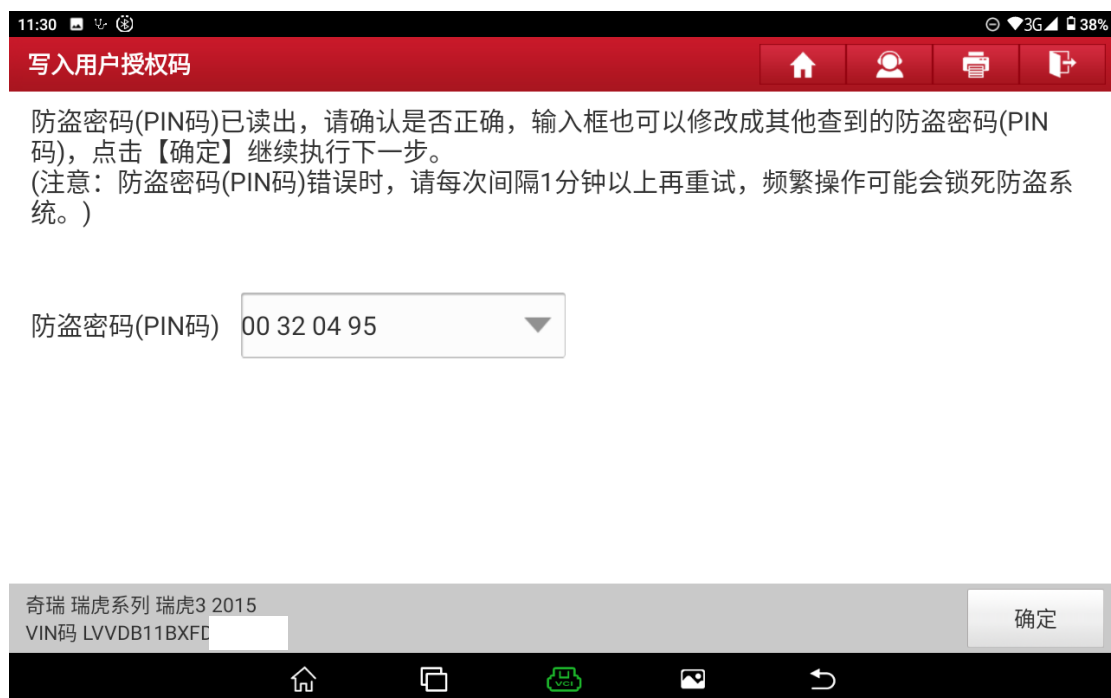 11:30
3G 38%
写入用户授权码
防盗密码(PIN码)已读出，请确认是否正确，输入框也可以修改成其他查到的防盗密码(PIN
码)，点击【确定】继续执行下一步。
(注意：防盗密码(PIN码)错误时，请每次间隔1分钟以上再重试，频繁操作可能会锁死防盗系
统。)
防盗密码(PIN码) 00 32 04 95
奇瑞 瑞虎系列 瑞虎3 2015
VIN码 LVVDB11BXFD
确定
VCI